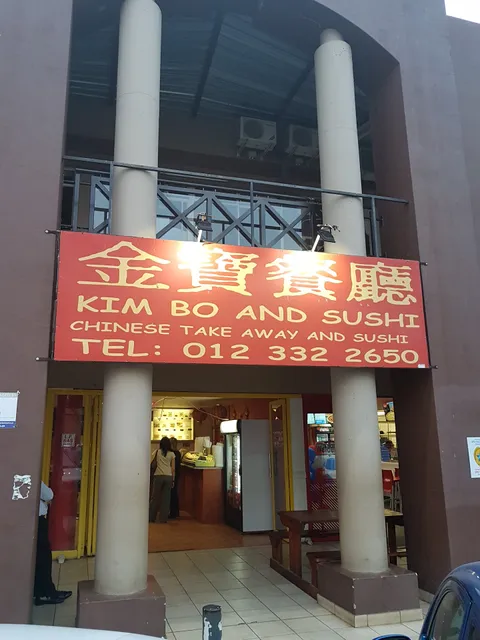 金寶餐廳
KIM BO AND SUSHI
CHINESE TAKE AWAY AND SUSHI
TEL: 012 332 2650